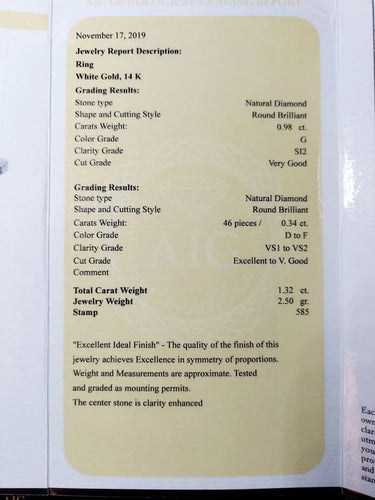 AIG GEMOLOGICAL GRADING REPORT
November 17, 2019
Jewelry Report Description:
Ring
White Gold, 14 K
Grading Results:
Stone type Natural Diamond
Shape and Cutting Style Round Brilliant
Carats Weight: 0.98 ct.
Color Grade G
Clarity Grade SI2
Cut Grade Very Good
Grading Results:
Stone type Natural Diamond
Shape and Cutting Style Round Brilliant
Carats Weight: 46 pieces / 0.34 ct.
Color Grade D to F
Clarity Grade VS1 to VS2
Cut Grade Excellent to V. Good
Comment
Total Carat Weight 1.32 ct.
Jewelry Weight 2.50 gr.
Stamp 585
"Excellent Ideal Finish" - The quality of the finish of this
jewelry achieves Excellence in symmetry of proportions.
Weight and Measurements are approximate. Tested
and graded as mounting permits.
The center stone is clarity enhanced
AIG